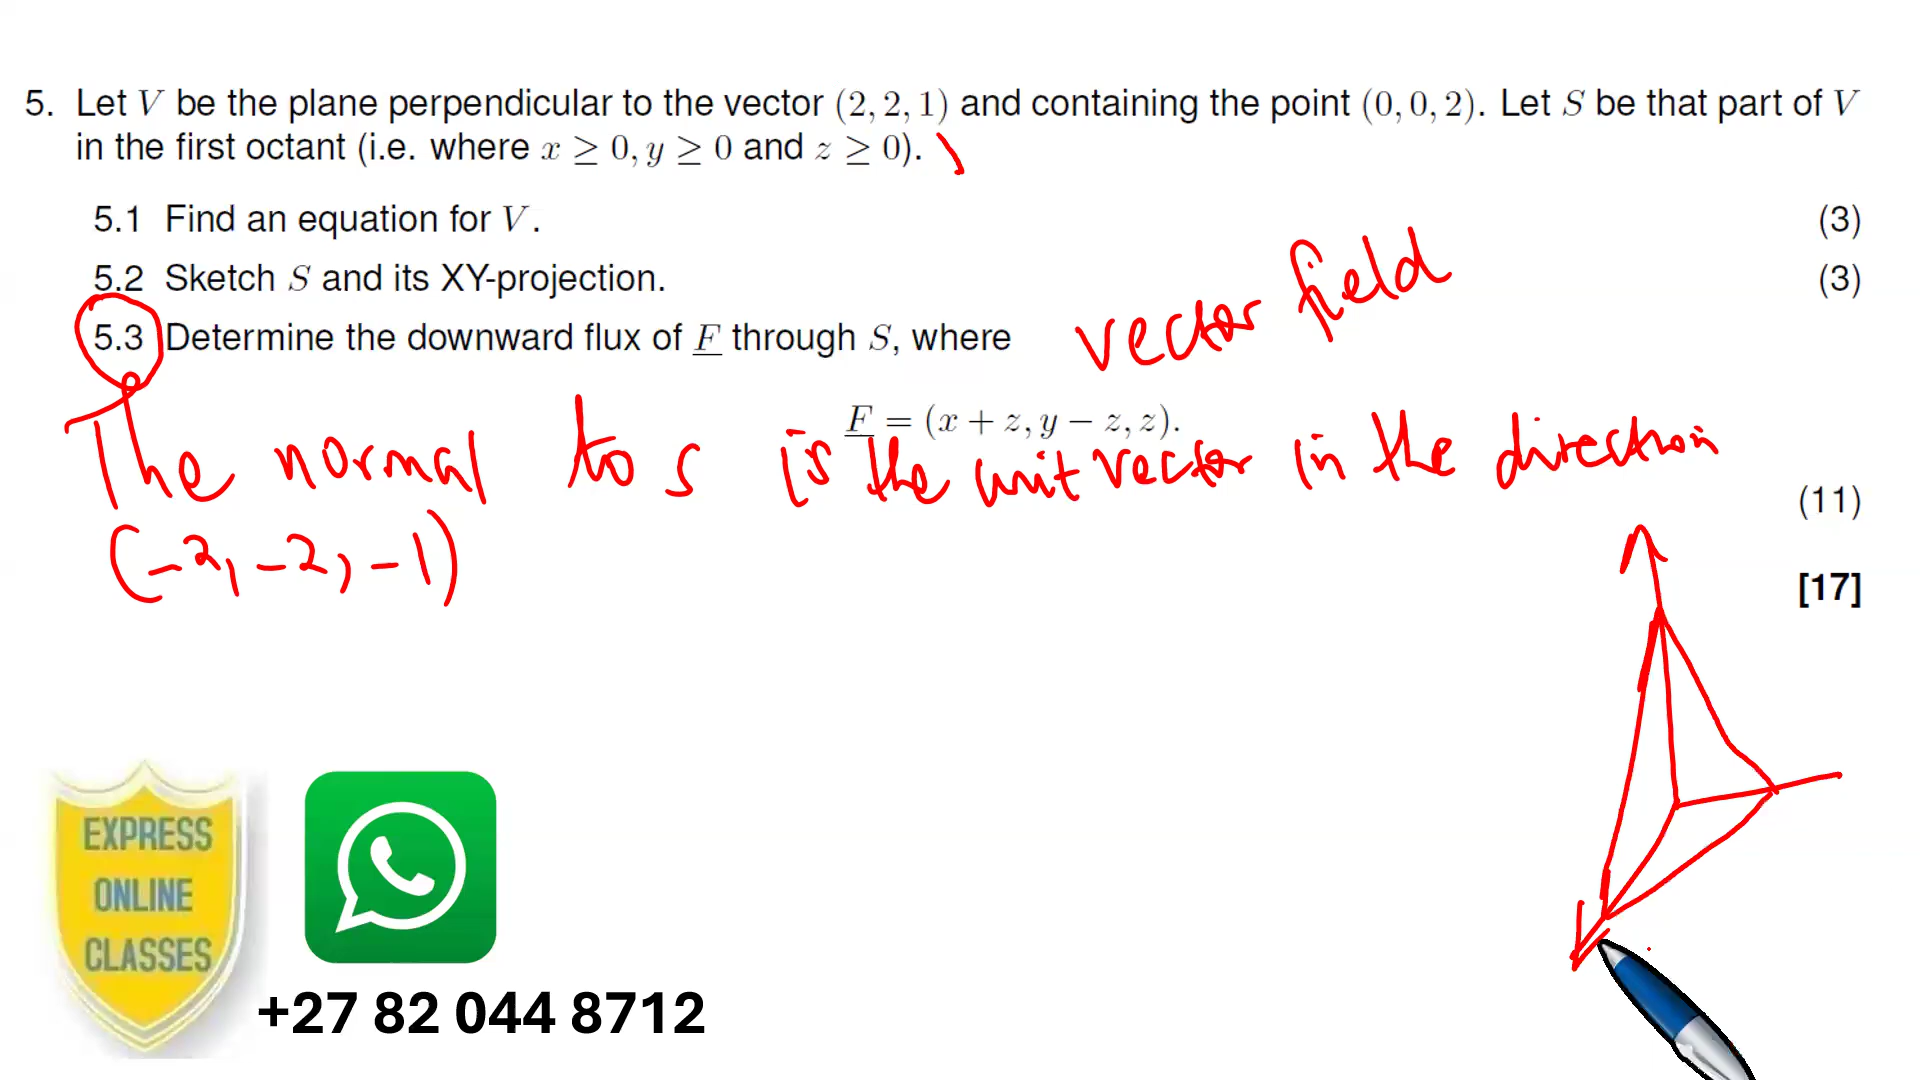 5. Let V be the plane perpendicular to the vector (2, 2, 1) and containing the point (0, 0, 2). Let S be that part of V
in the first octant (i.e. where x ≥ 0, y ≥ 0 and z ≥ 0).
5.1 Find an equation for V. (3)
5.2 Sketch S and its XY-projection. (3)
vector field
5.3 Determine the downward flux of F through S, where
F = (x + z, y − z, z).
The normal to S is the unit vector in the direction
(11)
(-2, -2, -1)
[17]
EXPRESS
ONLINE
CLASSES
+27 82 044 8712